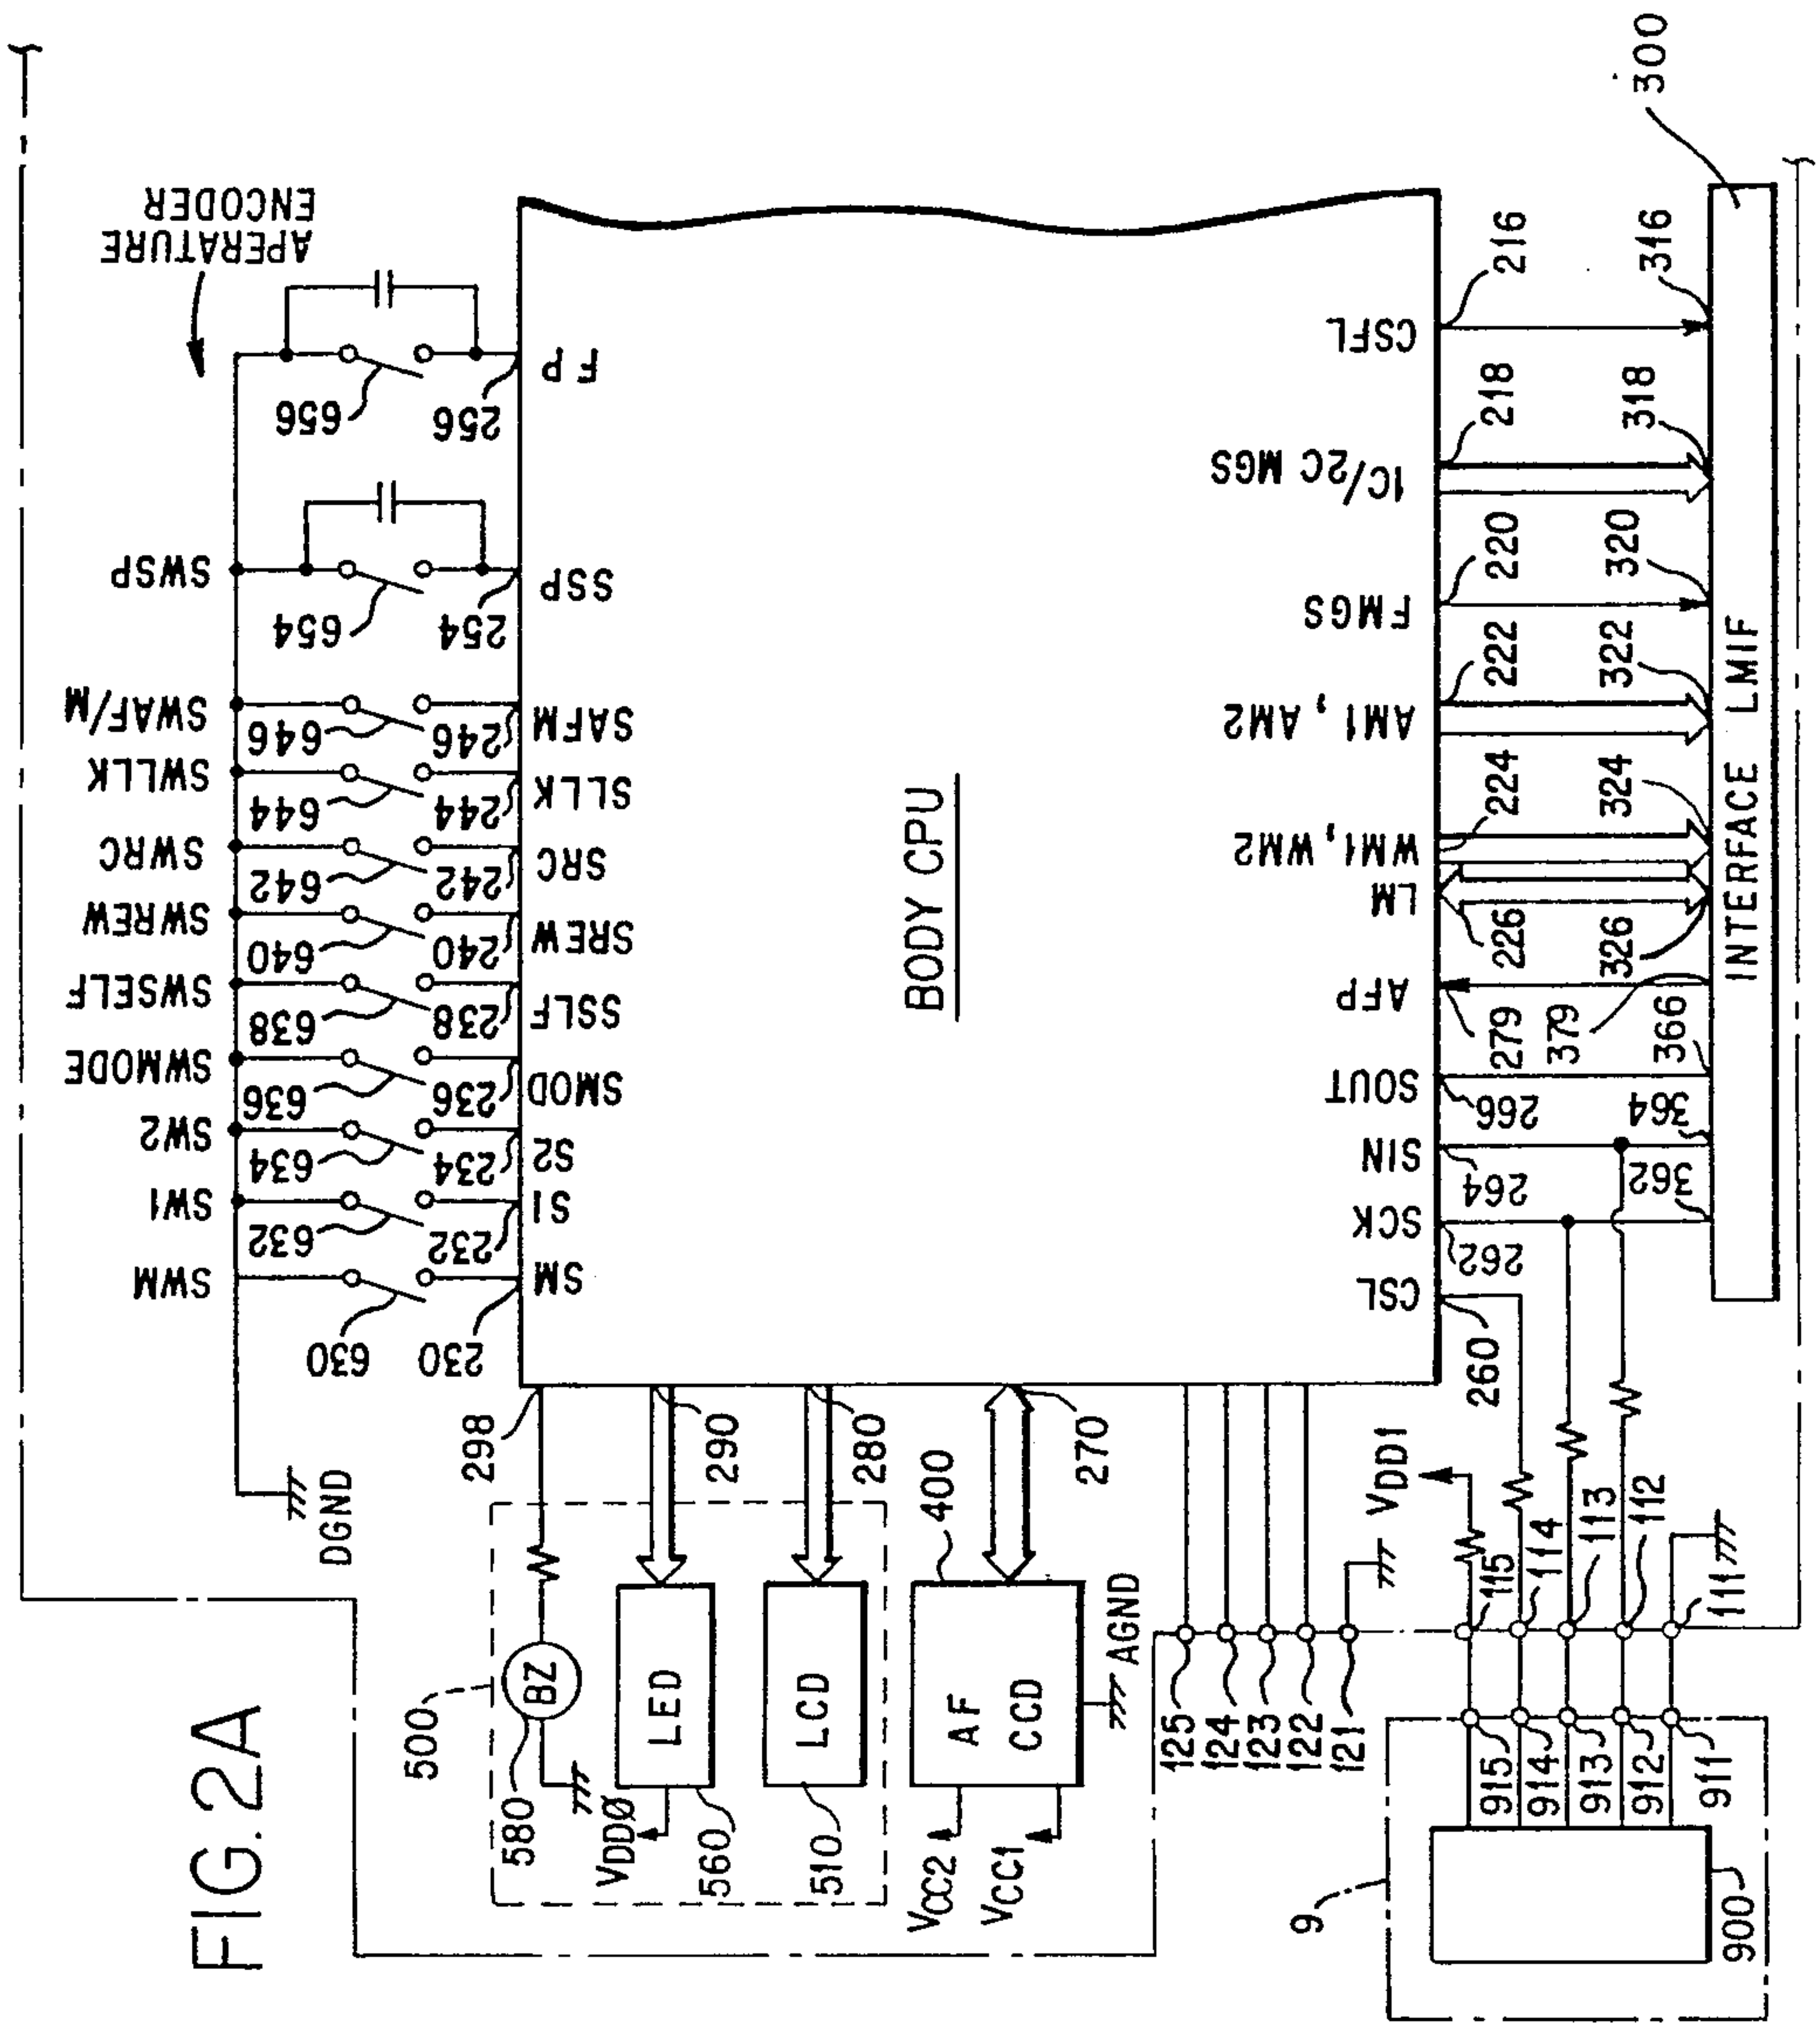 FIG. 2A
APERATURE
ENCODER
SWM
SW1
SW2
SWMODE
SWSELF
SWREW
SWRC
SWLLK
SWAF/M
SWSP
630
632
634
636
638
640
642
644
646
654
656
230
232
234
236
238
240
242
244
246
254
256
SM
S1
S2
SMOD
SSLF
SREW
SRC
SLLK
SAFM
SSP
FP
DGND
298
290
280
270
500
580
BZ
VDDØ
LED
560
LCD
510
400
AF
CCD
VCC2
VCC1
AGND
BODY CPU
CSL
SCK
SIN
SOUT
AFP
LM
WM1, WM2
AM1, AM2
FMGS
1C/2C MGS
CSFL
260
262
264
266
279
226
224
222
220
218
216
362
364
366
379
326
324
322
320
318
316
INTERFACE LMIF
300
125
124
123
122
121
VDD1
115
114
113
112
111
915
914
913
912
911
9
900